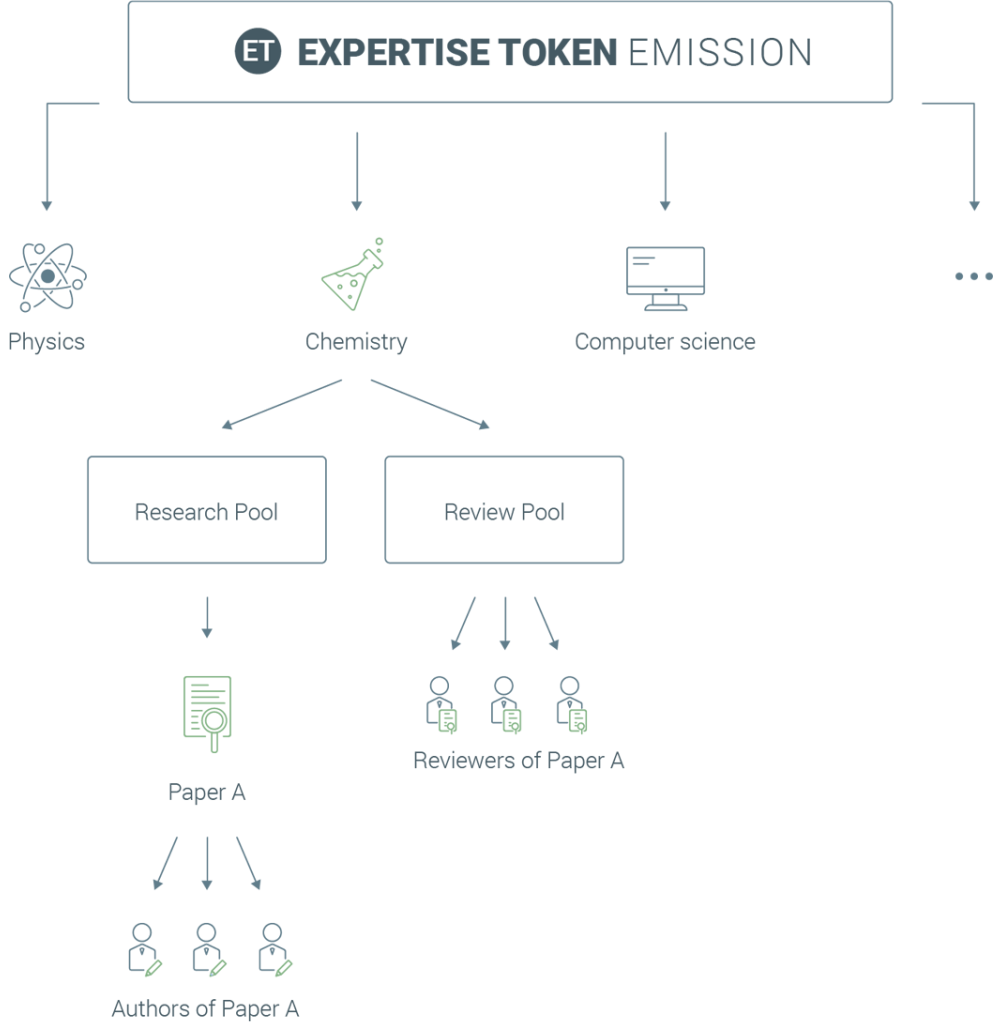 ET EXPERTISE TOKEN EMISSION
Physics
Chemistry
Computer science
...
Research Pool
Review Pool
Reviewers of Paper A
Paper A
Authors of Paper A